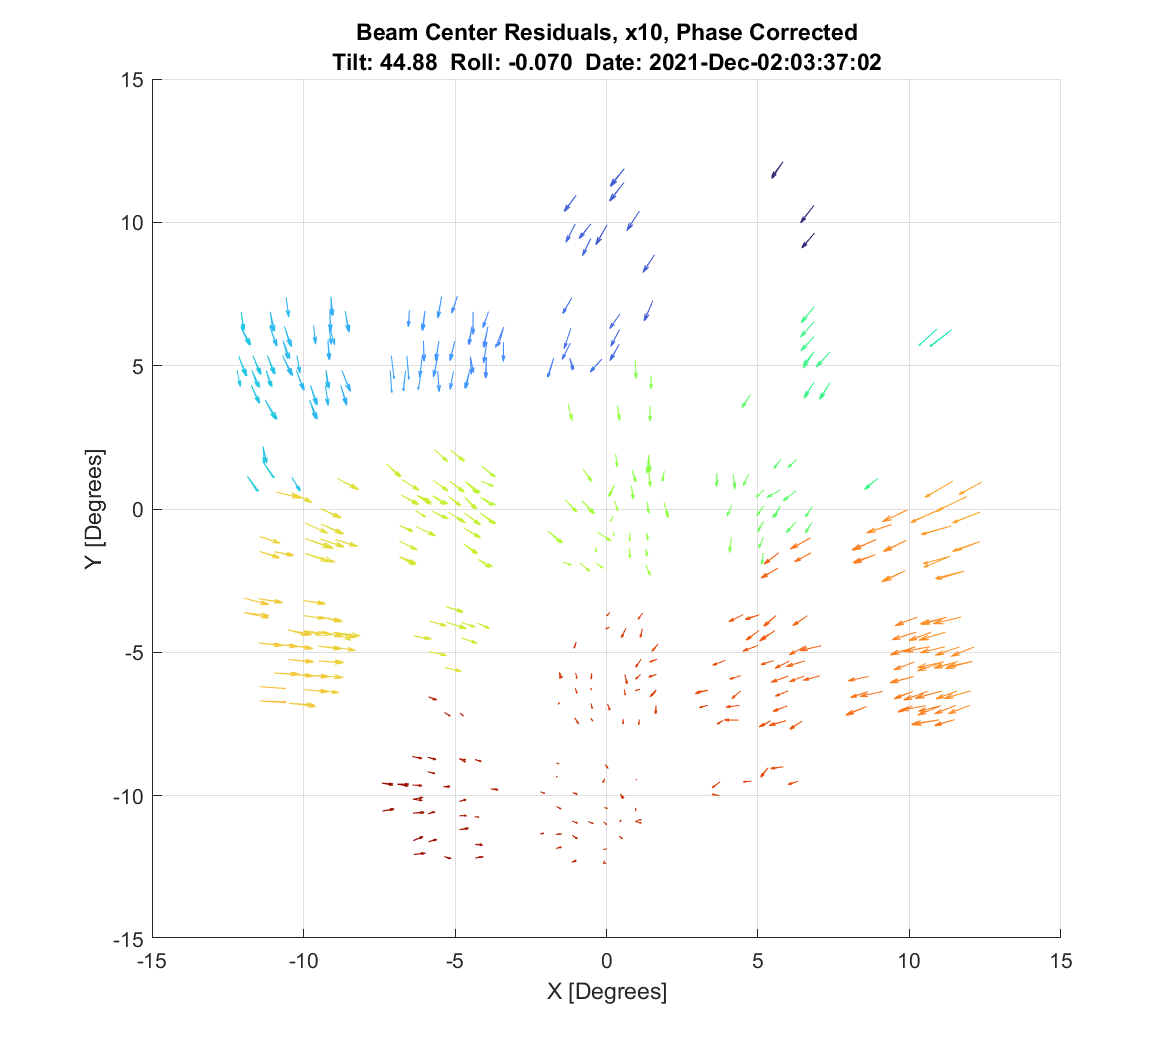 Beam Center Residuals, x10, Phase Corrected
Tilt: 44.88 Roll: -0.070 Date: 2021-Dec-02:03:37:02
15
10
5
0
-5
-10
-15
Y [Degrees]
-15 -10 -5 0 5 10 15
X [Degrees]